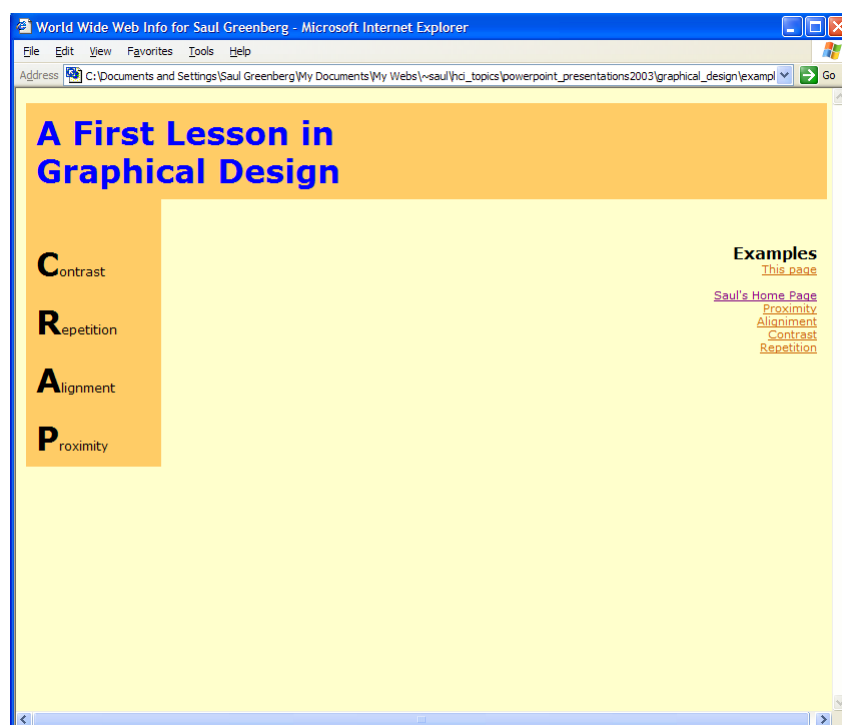 World Wide Web Info for Saul Greenberg - Microsoft Internet Explorer
File Edit View Favorites Tools Help
Address C:\Documents and Settings\Saul Greenberg\My Documents\My Webs\~saul\hci_topics\powerpoint_presentations2003\graphical_design\exampl Go
A First Lesson in
Graphical Design
Contrast
Repetition
Alignment
Proximity
Examples
This page
Saul's Home Page
Proximity
Aligniment
Contrast
Repetition